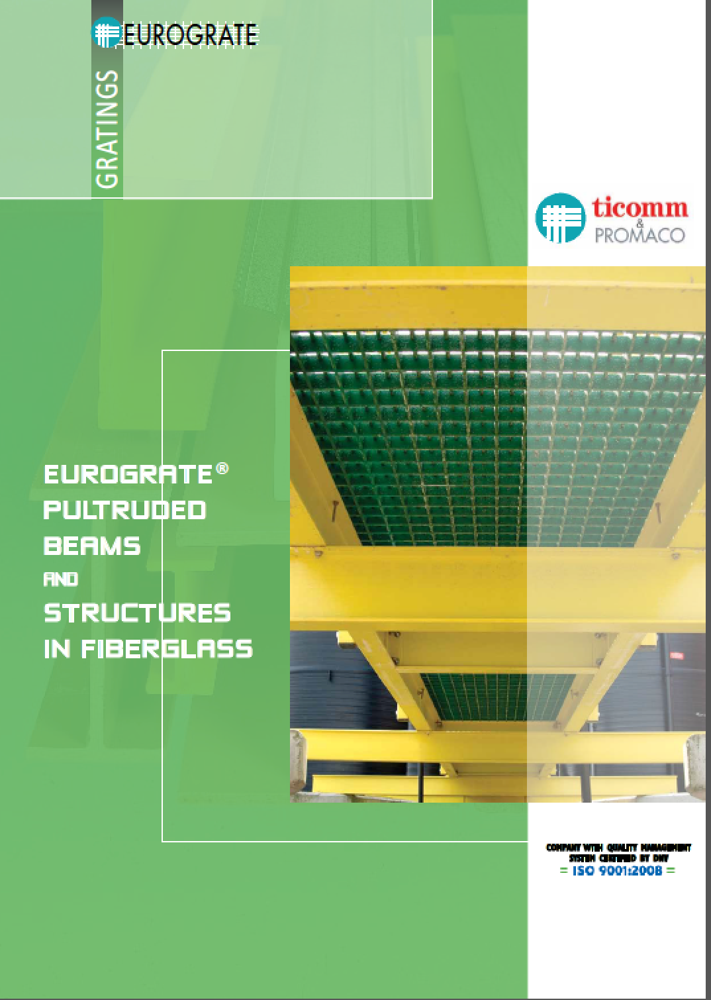 EUROGRATE
GRATINGS
ticomm
&
PROMACO
EUROGRATE®
PULTRUDED
BEAMS
AND
STRUCTURES
IN FIBERGLASS
COMPANY WITH QUALITY MANAGEMENT
SYSTEM CERTIFIED BY DNV
= ISO 9001:2008 =